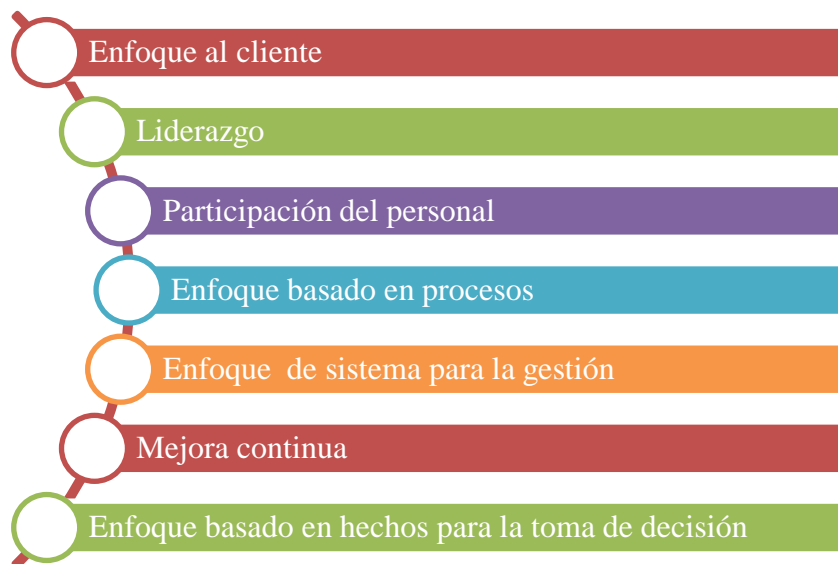 Enfoque al cliente
Liderazgo
Participación del personal
Enfoque basado en procesos
Enfoque  de sistema para la gestión
Mejora continua
Enfoque basado en hechos para la toma de decisión